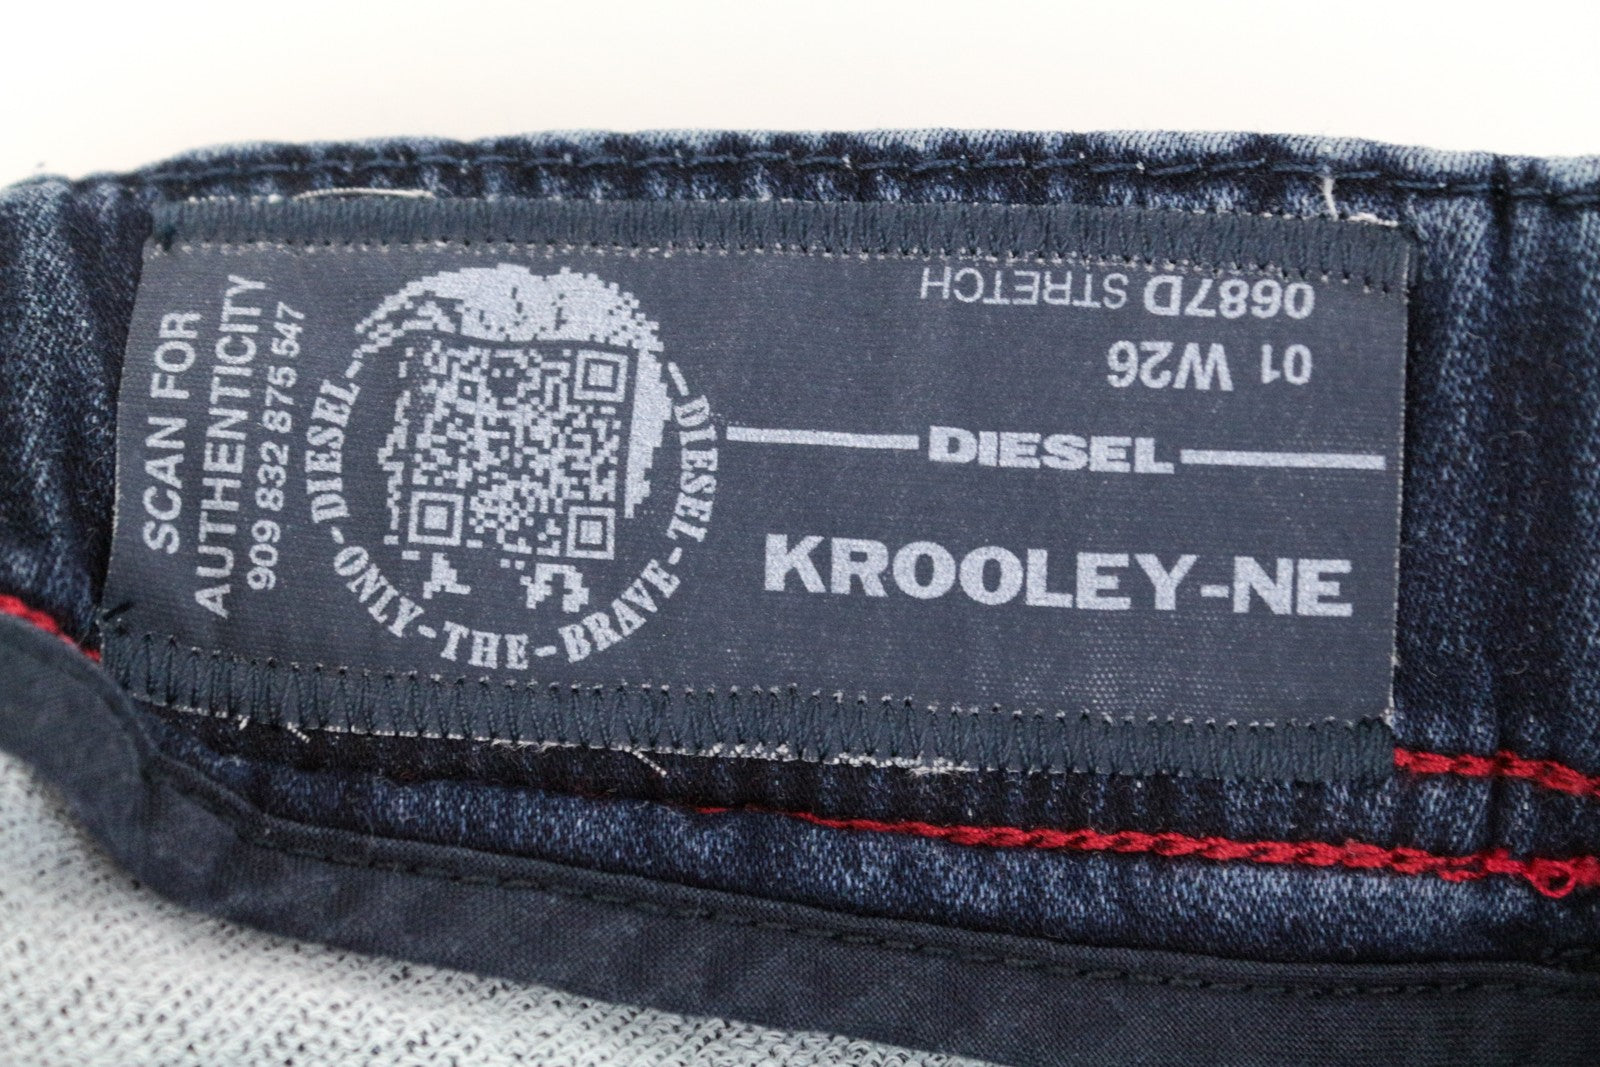 SCAN FOR
AUTHENTICITY
909 832 875 547
DIESEL-ONLY-THE-BRAVE-DIESEL
0687D STRETCH
01 W26
DIESEL
KROOLEY-NE